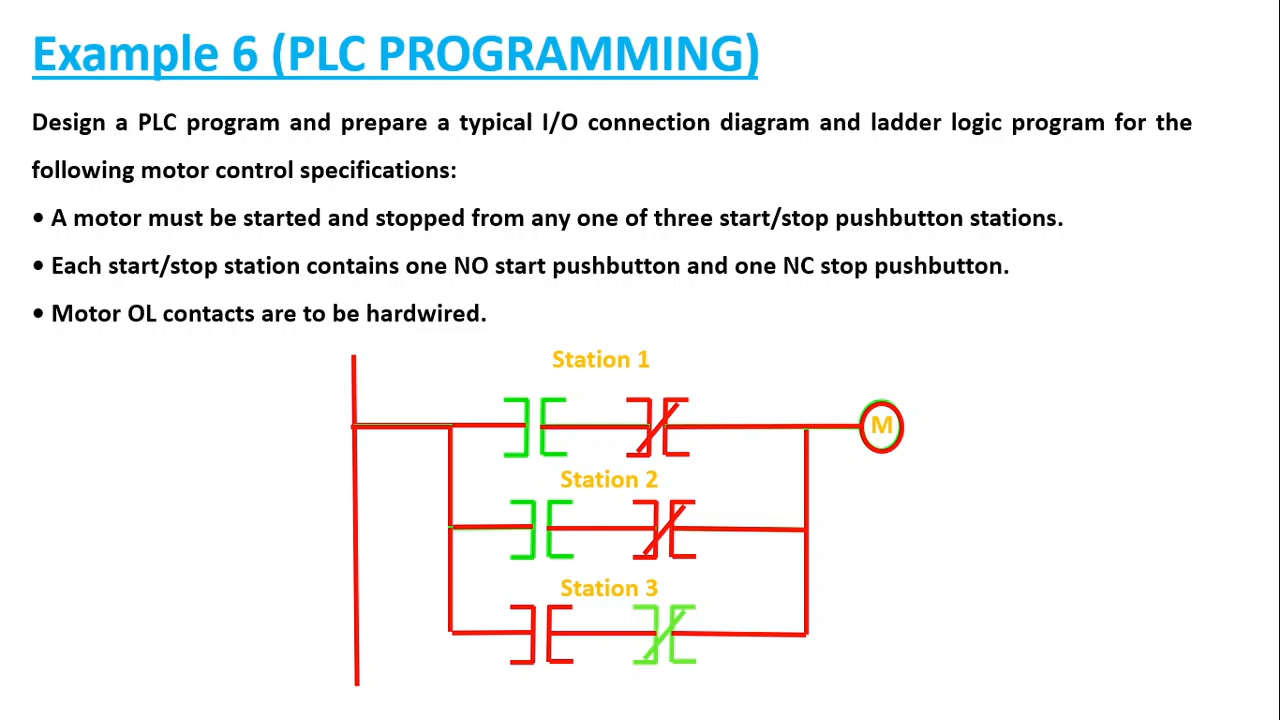 Example 6 (PLC PROGRAMMING)
Design a PLC program and prepare a typical I/O connection diagram and ladder logic program for the
following motor control specifications:
• A motor must be started and stopped from any one of three start/stop pushbutton stations.
• Each start/stop station contains one NO start pushbutton and one NC stop pushbutton.
• Motor OL contacts are to be hardwired.
Station 1
M
Station 2
Station 3